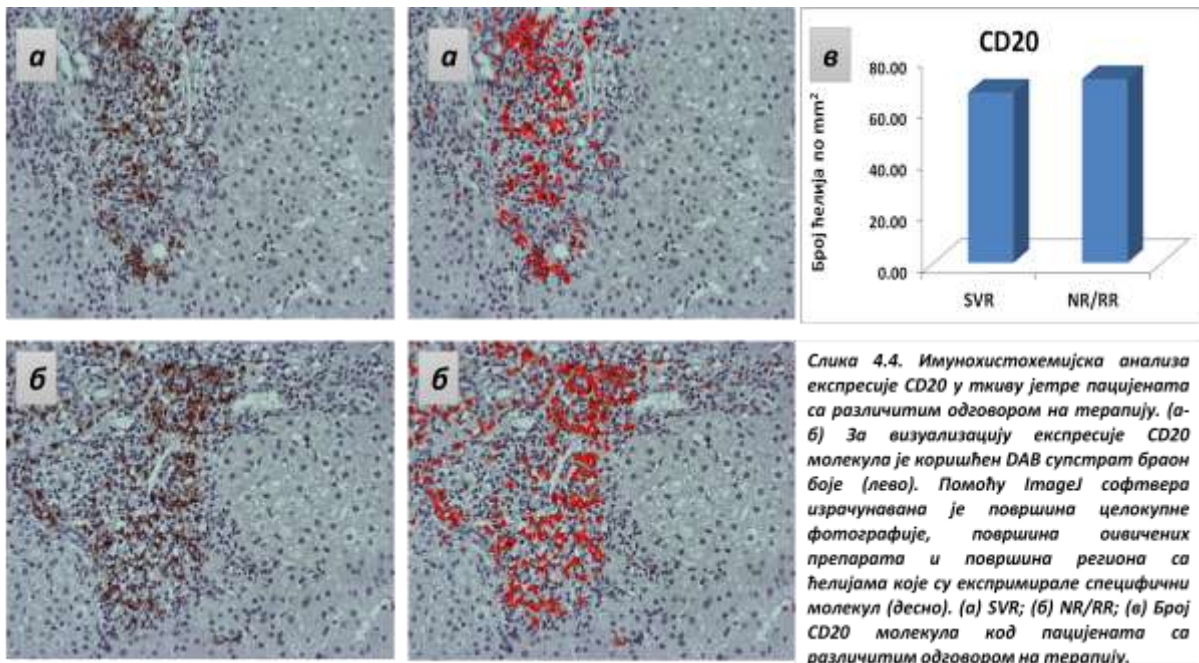 а
а
в
CD20
Број ћелија по mm²
80.00
60.00
40.00
20.00
0.00
SVR
NR/RR
б
б
Слика 4.4. Имунохистохемијска анализа
експресије CD20 у ткиву јетре пацијената
са различитим одговором на терапију. (а-
б) За визуализацију експресије CD20
молекула је коришћен DAB супстрат браон
боје (лево). Помоћу ImageJ софтвера
израчунавана је површина целокупне
фотографије, површина оивичених
препарата и површина региона са
ћелијама које су експримирале специфични
молекул (десно). (а) SVR; (б) NR/RR; (в) Број
CD20 молекула код пацијената са
различитим одговором на терапију.